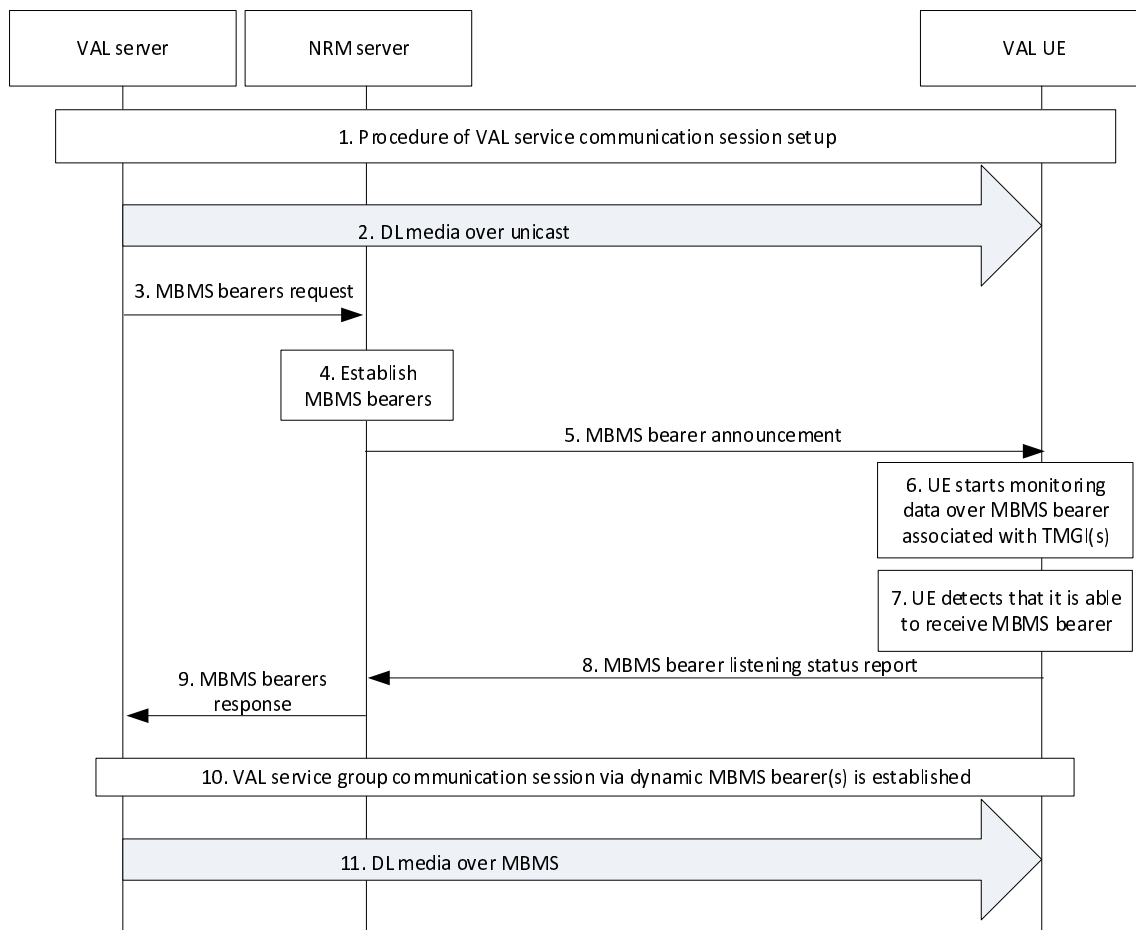 VAL server
NRM server
VAL UE
1. Procedure of VAL service communication session setup
2. DL media over unicast
3. MBMS bearers request
4. Establish
MBMS bearers
5. MBMS bearer announcement
6. UE starts monitoring
data over MBMS bearer
associated with TMGI(s)
7. UE detects that it is able
to receive MBMS bearer
8. MBMS bearer listening status report
9. MBMS bearers
response
10. VAL service group communication session via dynamic MBMS bearer(s) is established
11. DL media over MBMS